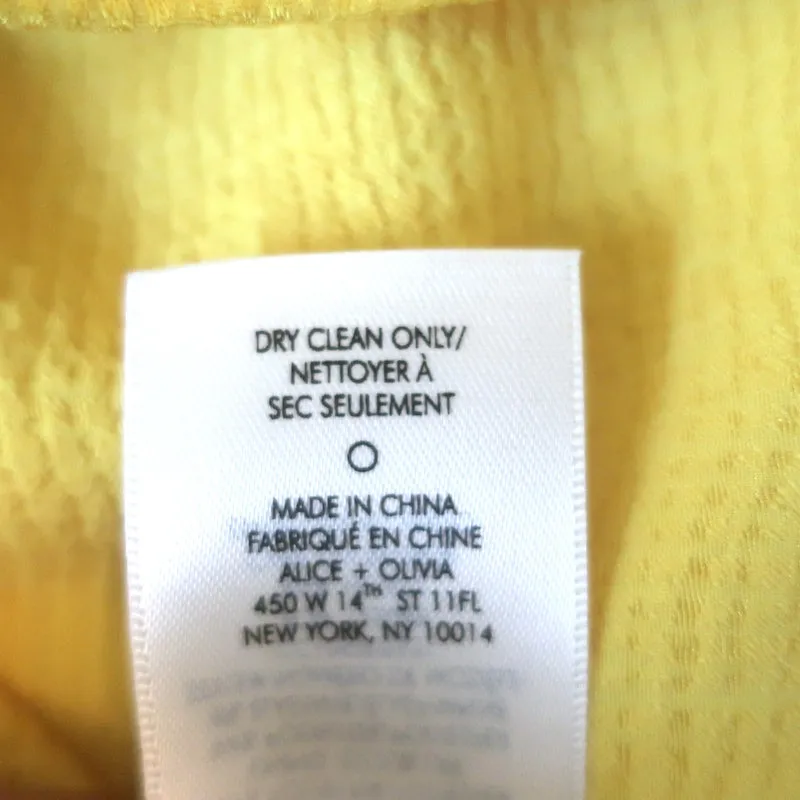 DRY CLEAN ONLY/
NETTOYER À
SEC SEULEMENT
MADE IN CHINA
FABRIQUÉ EN CHINE
ALICE + OLIVIA
450 W 14TH ST 11FL
NEW YORK, NY 10014